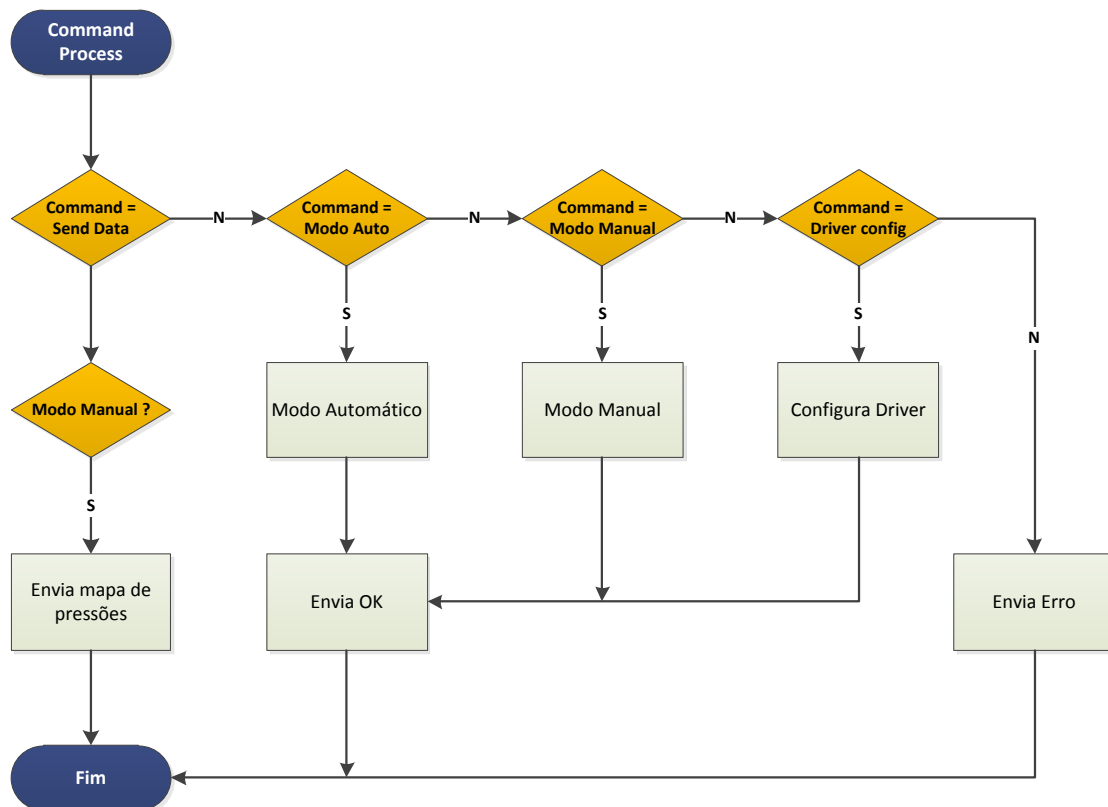 Command
Process
Command =
Send Data
N
Command =
Modo Auto
N
Command =
Modo Manual
N
Command =
Driver config
S
S
S
N
Modo Manual ?
Modo Automático
Modo Manual
Configura Driver
S
Envia mapa de
pressões
Envia OK
Envia Erro
Fim